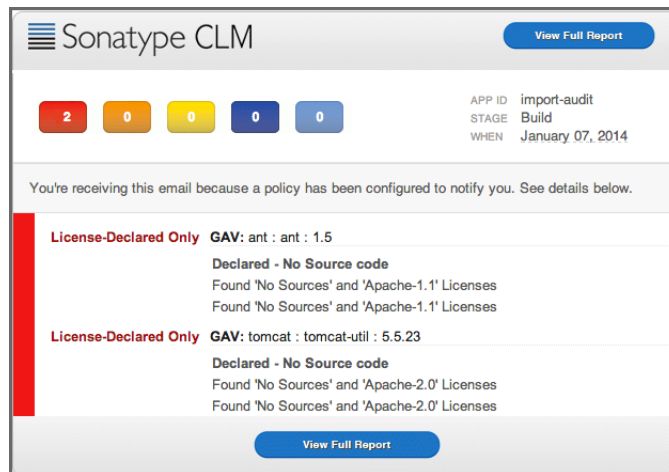 Sonatype CLM
View Full Report
2 0 0 0 0
APP ID import-audit
STAGE Build
WHEN January 07, 2014
You're receiving this email because a policy has been configured to notify you. See details below.
License-Declared Only GAV: ant : ant : 1.5
Declared - No Source code
Found 'No Sources' and 'Apache-1.1' Licenses
Found 'No Sources' and 'Apache-1.1' Licenses
License-Declared Only GAV: tomcat : tomcat-util : 5.5.23
Declared - No Source code
Found 'No Sources' and 'Apache-2.0' Licenses
Found 'No Sources' and 'Apache-2.0' Licenses
View Full Report